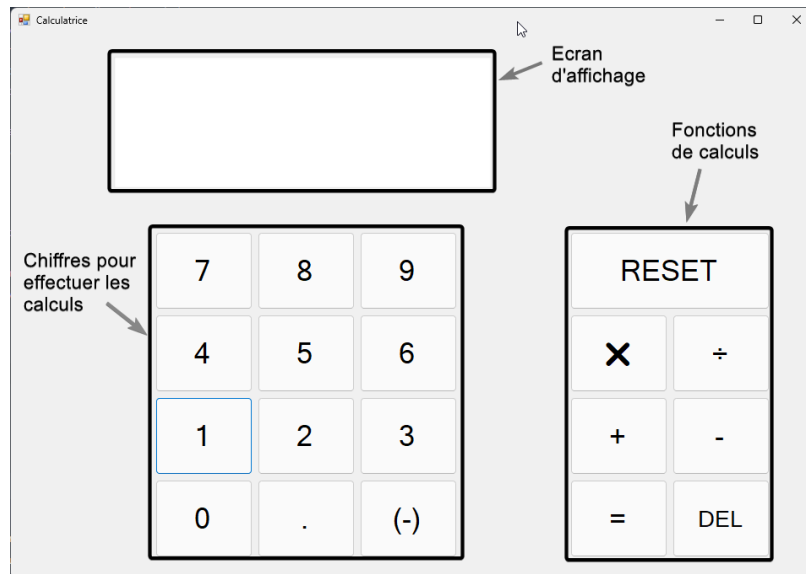 Calculatrice
Ecran
d'affichage
Fonctions
de calculs
Chiffres pour
effectuer les
calculs
7 8 9
4 5 6
1 2 3
0 . (-)
RESET
× ÷
+ -
= DEL